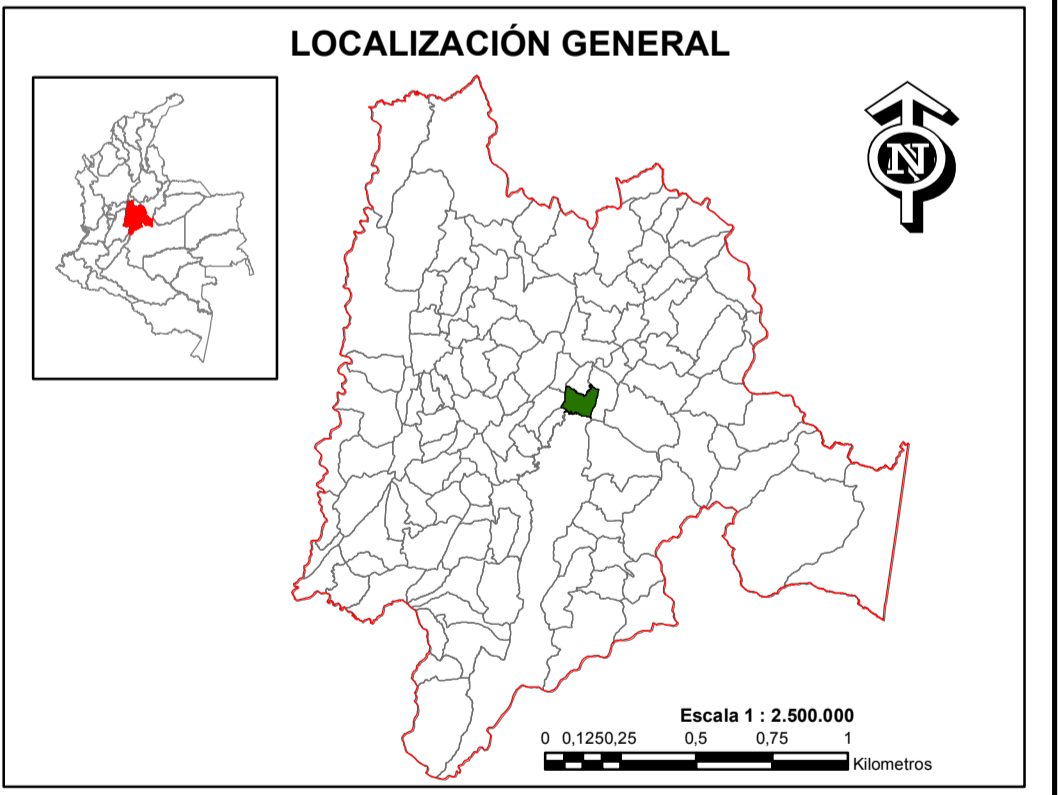 LOCALIZACIÓN GENERAL
N
Escala 1 : 2.500.000
0 0,1250,25 0,5 0,75 1
Kilometros